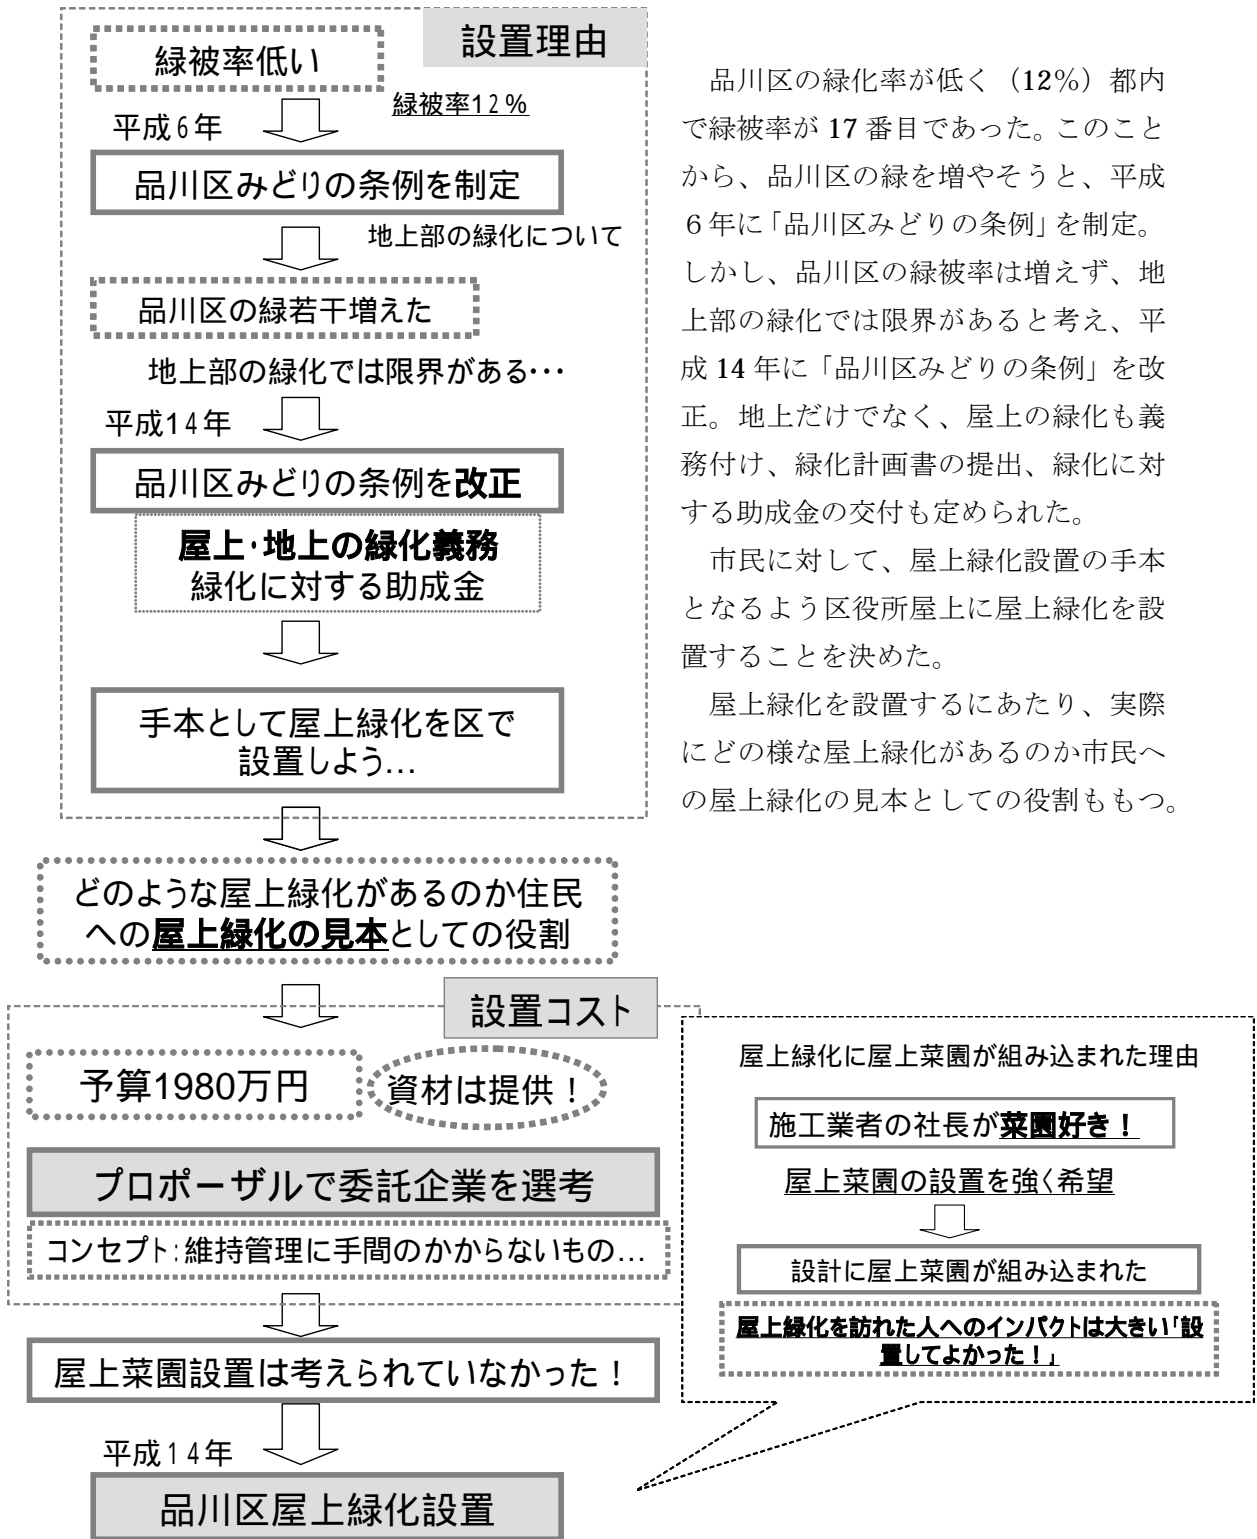 設置理由
緑被率低い
緑被率12%
平成6年
品川区みどりの条例を制定
地上部の緑化について
品川区の緑若干増えた
地上部の緑化では限界がある…
平成14年
品川区みどりの条例を改正
屋上・地上の緑化義務
緑化に対する助成金
手本として屋上緑化を区で
設置しよう…
どのような屋上緑化があるのか住民
への屋上緑化の見本としての役割
品川区の緑化率が低く（12%）都内
で緑被率が 17 番目であった。このこと
から、品川区の緑を増やそうと、平成
６年に「品川区みどりの条例」を制定。
しかし、品川区の緑被率は増えず、地
上部の緑化では限界があると考え、平
成 14 年に「品川区みどりの条例」を改
正。地上だけでなく、屋上の緑化も義
務付け、緑化計画書の提出、緑化に対
する助成金の交付も定められた。
市民に対して、屋上緑化設置の手本
となるよう区役所屋上に屋上緑化を設
置することを決めた。
屋上緑化を設置するにあたり、実際
にどの様な屋上緑化があるのか市民へ
の屋上緑化の見本としての役割ももつ。
設置コスト
予算1980万円
資材は提供！
プロポーザルで委託企業を選考
コンセプト：維持管理に手間のかからないもの…
屋上菜園設置は考えられていなかった！
平成１４年
品川区屋上緑化設置
屋上緑化に屋上菜園が組み込まれた理由
施工業者の社長が菜園好き！
屋上菜園の設置を強く希望
設計に屋上菜園が組み込まれた
屋上緑化を訪れた人へのインパクトは大きい「設
置してよかった！」